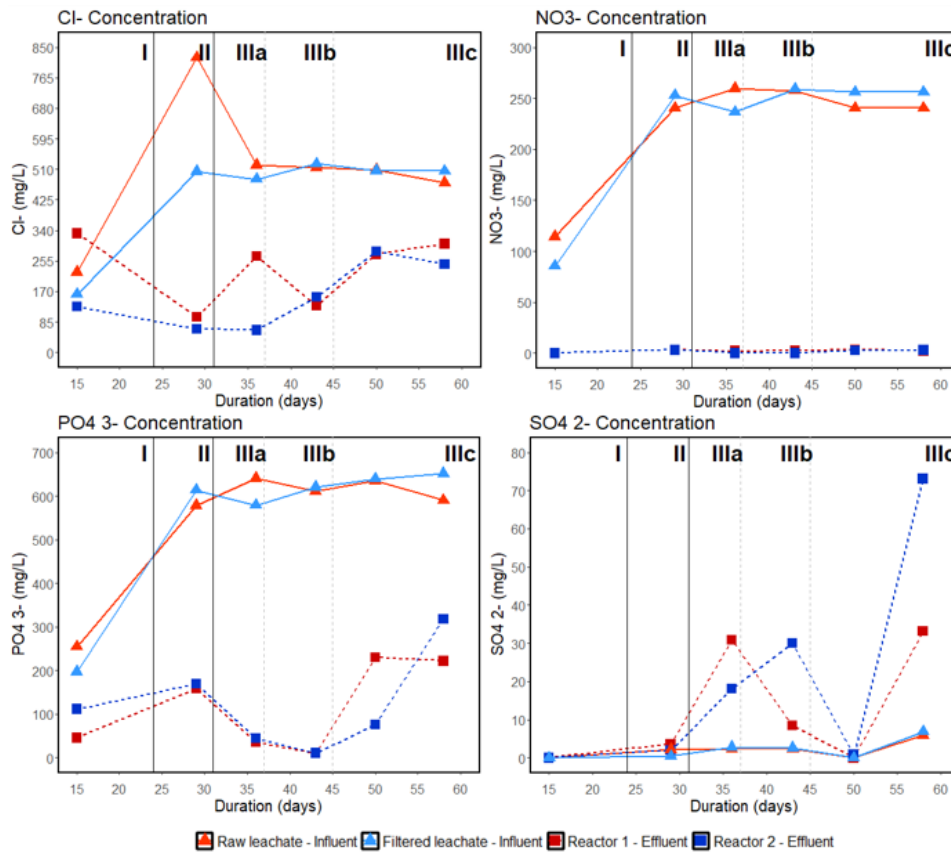 Cl- Concentration
NO3- Concentration
I II IIIa IIIb IIIc
I II IIIa IIIb IIIc
850
765
680
595
510
425
340
255
170
85
0
Cl- (mg/L)
15 20 25 30 35 40 45 50 55 60
Duration (days)
300
250
200
150
100
50
0
NO3- (mg/L)
15 20 25 30 35 40 45 50 55 60
Duration (days)
PO4 3- Concentration
SO4 2- Concentration
I II IIIa IIIb IIIc
I II IIIa IIIb IIIc
700
600
500
400
300
200
100
0
PO4 3- (mg/L)
15 20 25 30 35 40 45 50 55 60
Duration (days)
80
70
60
50
40
30
20
10
0
SO4 2- (mg/L)
15 20 25 30 35 40 45 50 55 60
Duration (days)
Raw leachate - Influent Filtered leachate - Influent Reactor 1 - Effluent Reactor 2 - Effluent